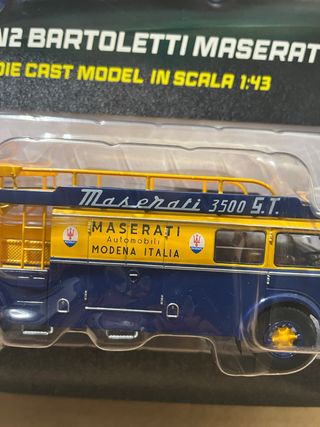 N2 BARTOLETTI MASERAT
DIE CAST MODEL IN SCALA 1:43
Maserati 3500 S.T.
MASERATI
Automobili
MODENA ITALIA